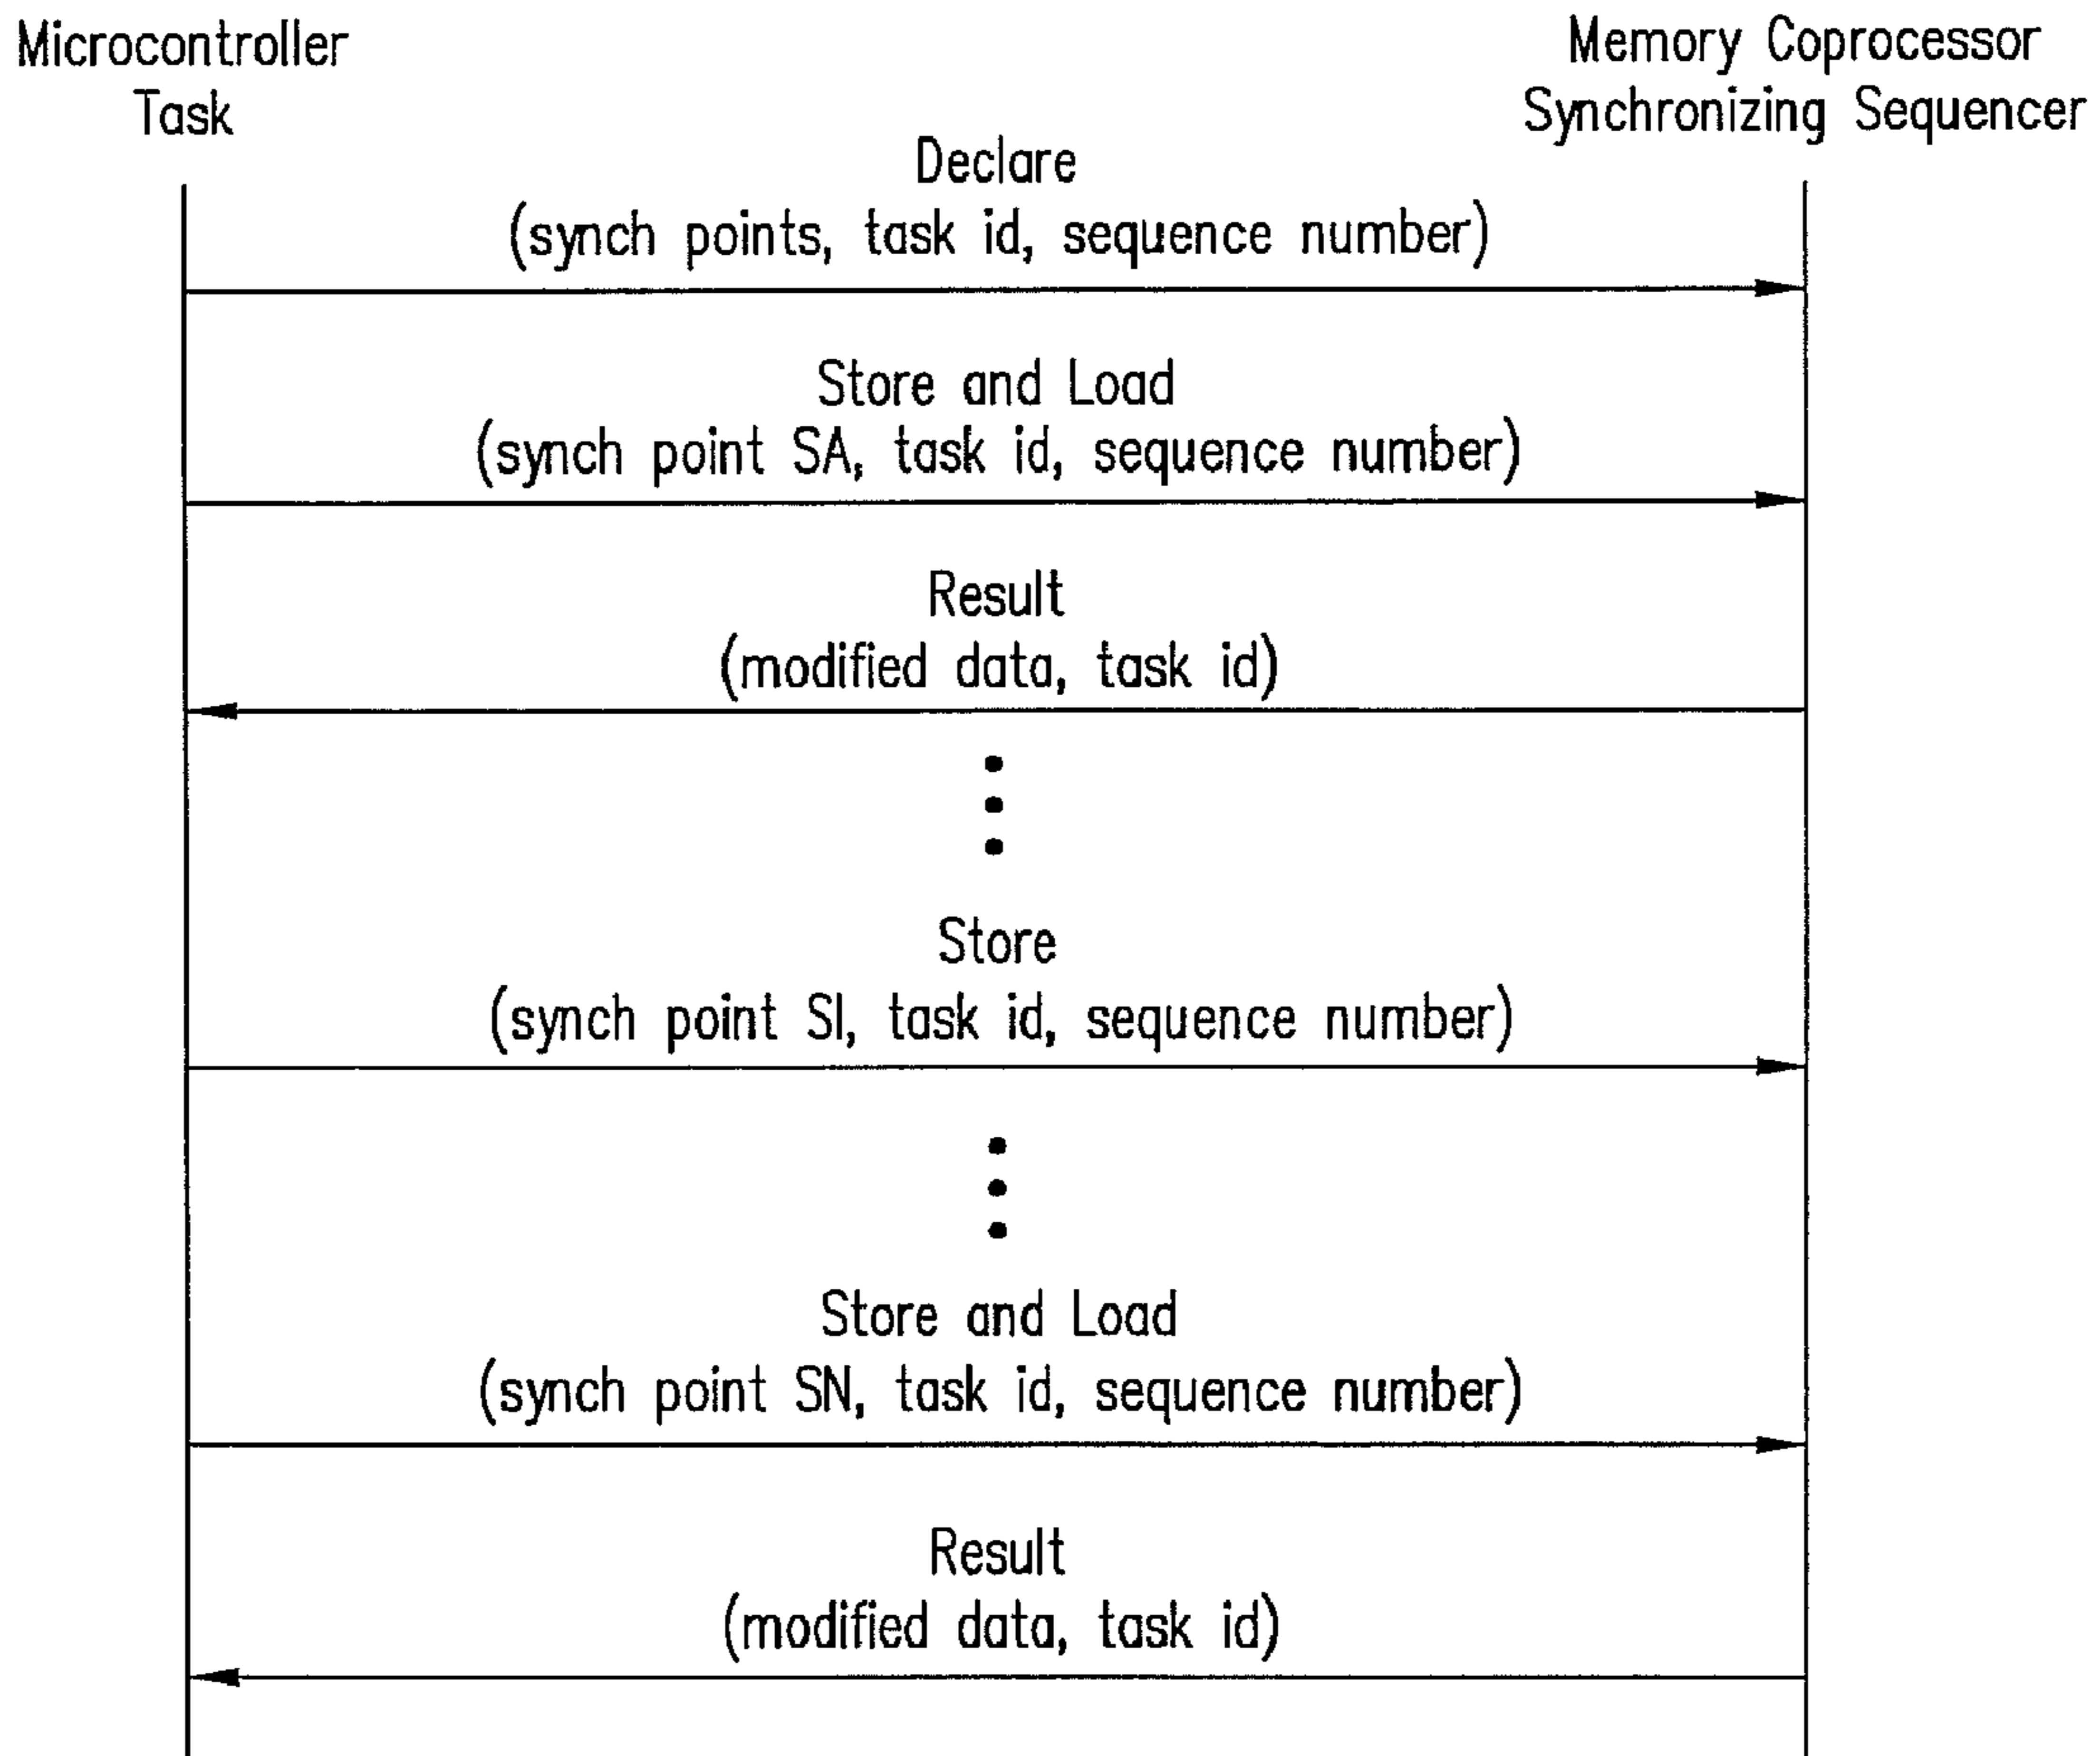 Microcontroller
Task
Memory Coprocessor
Synchronizing Sequencer
Declare
(synch points, task id, sequence number)
Store and Load
(synch point SA, task id, sequence number)
Result
(modified data, task id)
Store
(synch point SI, task id, sequence number)
Store and Load
(synch point SN, task id, sequence number)
Result
(modified data, task id)